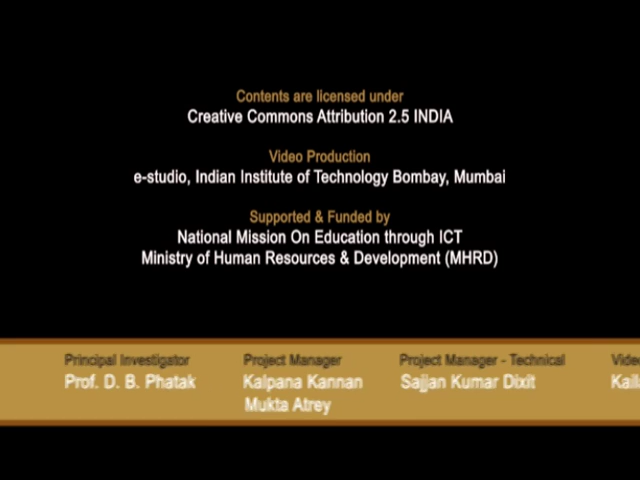 Contents are licensed under
Creative Commons Attribution 2.5 INDIA
Video Production
e-studio, Indian Institute of Technology Bombay, Mumbai
Supported & Funded by
National Mission On Education through ICT
Ministry of Human Resources & Development (MHRD)
Principal Investigator
Prof. D. B. Phatak
Project Manager
Kalpana Kannan
Mukta Atrey
Project Manager - Technical
Sajjan Kumar Dixit